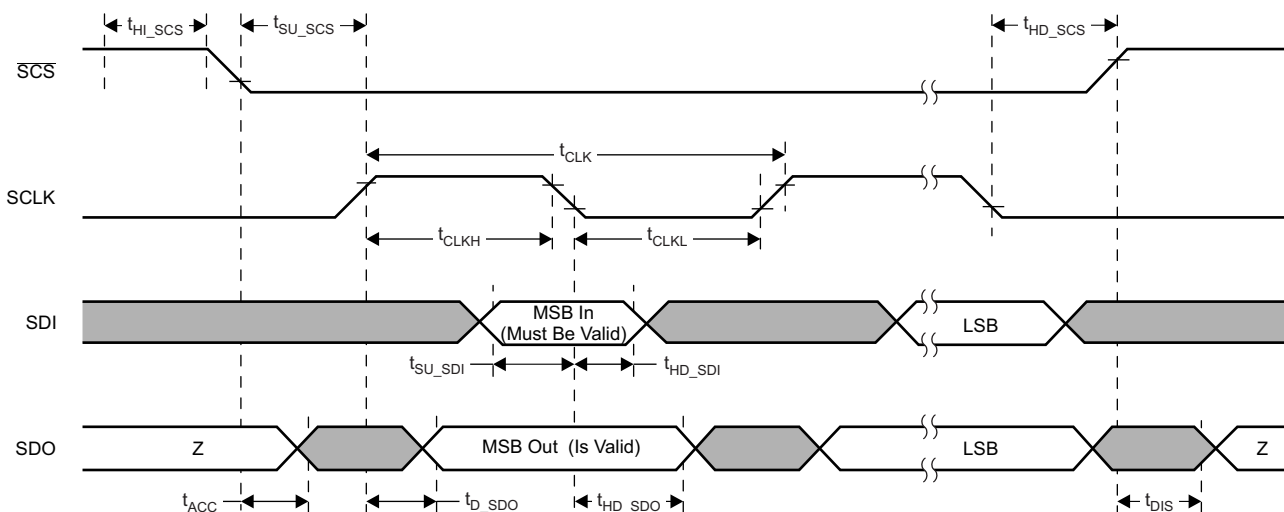 tHI_SCS
tSU_SCS
tHD_SCS
SCS
tCLK
SCLK
tCLKH
tCLKL
SDI
MSB In
(Must Be Valid)
LSB
tSU_SDI
tHD_SDI
SDO
Z
MSB Out (Is Valid)
LSB
Z
tACC
tD_SDO
tHD_SDO
tDIS